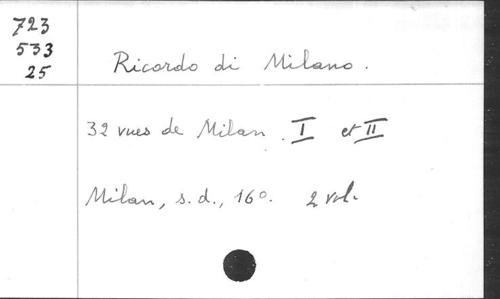 723
533
25
Ricordo di Milano.
32 vues de Milan. I et II
Milan, s.d., 16°. 2 vol.